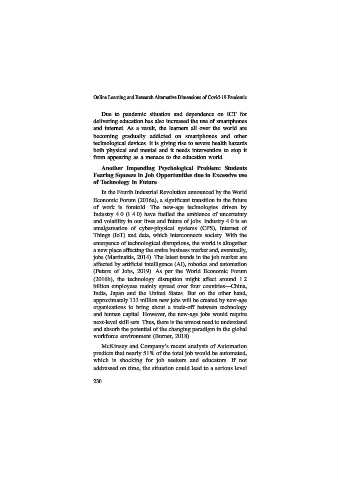 Online Learning and Research Alternative Dimensions of Covid-19 Pandemic
Due to pandemic situation and dependence on ICT for
delivering education has also increased the use of smartphones
and internet. As a result, the learners all over the world are
becoming gradually addicted on smartphones and other
technological devices. It is giving rise to severe health hazards
both physical and mental and it needs intervention to stop it
from appearing as a menace to the education world.
Another Impending Psychological Problem: Students
Fearing Squeeze in Job Opportunities due to Excessive use
of Technology in Future
In the Fourth Industrial Revolution announced by the World
Economic Forum (2016a), a significant transition in the future
of work is foretold. The new-age technologies driven by
Industry 4.0 (I 4.0) have fuelled the ambience of uncertainty
and volatility in our lives and future of jobs. Industry 4.0 is an
amalgamation of cyber-physical systems (CPS), Internet of
Things (IoT) and data, which interconnects society. With the
emergence of technological disruptions, the world is altogether
a new place affecting the entire business market and, eventually,
jobs (Martinetti, 2014). The latest trends in the job market are
affected by artificial intelligence (AI), robotics and automation
(Future of Jobs, 2019). As per the World Economic Forum
(2016b), the technology disruption might affect around 1.2
billion employees mainly spread over four countries—China,
India, Japan and the United States. But on the other hand,
approximately 133 million new jobs will be created by new-age
organizations to bring about a trade-off between technology
and human capital. However, the new-age jobs would require
next-level skill sets. Thus, there is the utmost need to understand
and absorb the potential of the changing paradigm in the global
workforce environment (Burner, 2018).
McKinsey and Company's recent analysis of Automation
predicts that nearly 51% of the total job would be automated,
which is shocking for job seekers and educators. If not
addressed on time, the situation could lead to a serious level
230